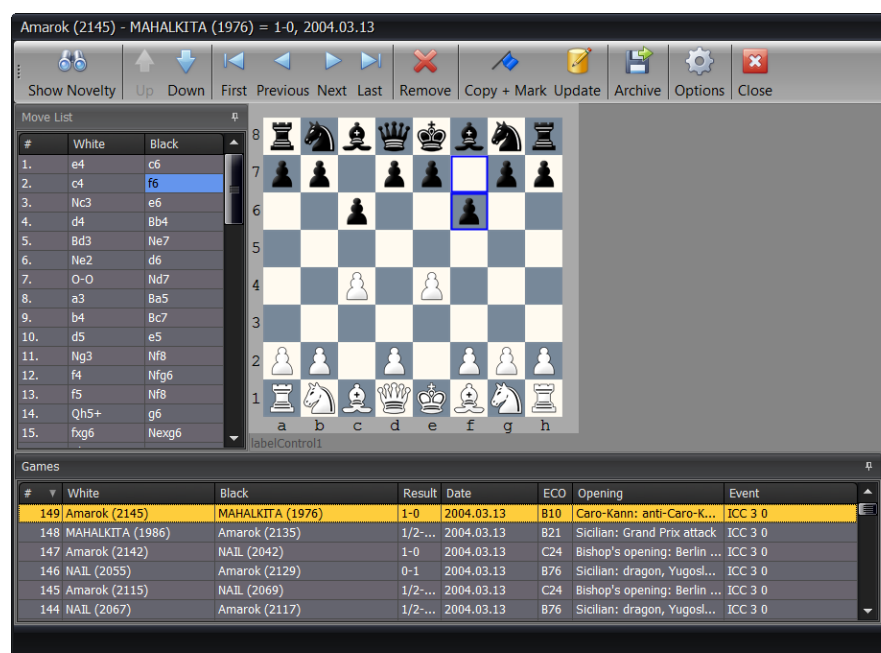 Amarok (2145) - MAHALKITA (1976) = 1-0, 2004.03.13
Show Novelty Up Down First Previous Next Last Remove Copy + Mark Update Archive Options Close
Move List
# White Black
1. e4 c6
2. c4 f6
3. Nc3 e6
4. d4 Bb4
5. Bd3 Ne7
6. Ne2 d6
7. O-O Nd7
8. a3 Ba5
9. b4 Bc7
10. d5 e5
11. Ng3 Nf8
12. f4 Nfg6
13. f5 Nf8
14. Qh5+ g6
15. fxg6 Nexg6
8
7
6
5
4
3
2
1
a b c d e f g h
labelControl1
Games
# White Black Result Date ECO Opening Event
149 Amarok (2145) MAHALKITA (1976) 1-0 2004.03.13 B10 Caro-Kann: anti-Caro-K... ICC 3 0
148 MAHALKITA (1986) Amarok (2135) 1/2-... 2004.03.13 B21 Sicilian: Grand Prix attack ICC 3 0
147 Amarok (2142) NAIL (2042) 1-0 2004.03.13 C24 Bishop's opening: Berlin ... ICC 3 0
146 NAIL (2055) Amarok (2129) 0-1 2004.03.13 B76 Sicilian: dragon, Yugosl... ICC 3 0
145 Amarok (2115) NAIL (2069) 1/2-... 2004.03.13 C24 Bishop's opening: Berlin ... ICC 3 0
144 NAIL (2067) Amarok (2117) 1/2-... 2004.03.13 B76 Sicilian: dragon, Yugosl... ICC 3 0